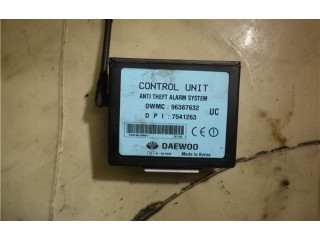 CONTROL UNIT
ANTI THEFT ALARM SYSTEM
DWMC : 96387632
UC
D P I : 7541263
DAEWOO
Made in Korea